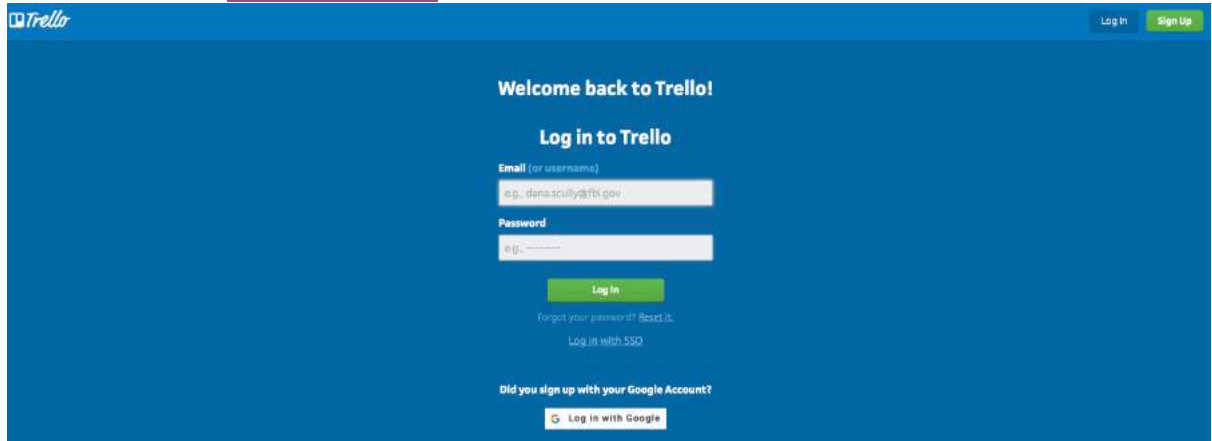 Trello
Log In
Sign Up
Welcome back to Trello!
Log in to Trello
Email (or username)
e.g., dana.scully@fbi.gov
Password
e.g., ············
Log In
Forgot your password? Reset it.
Log in with SSO
Did you sign up with your Google Account?
G Log in with Google